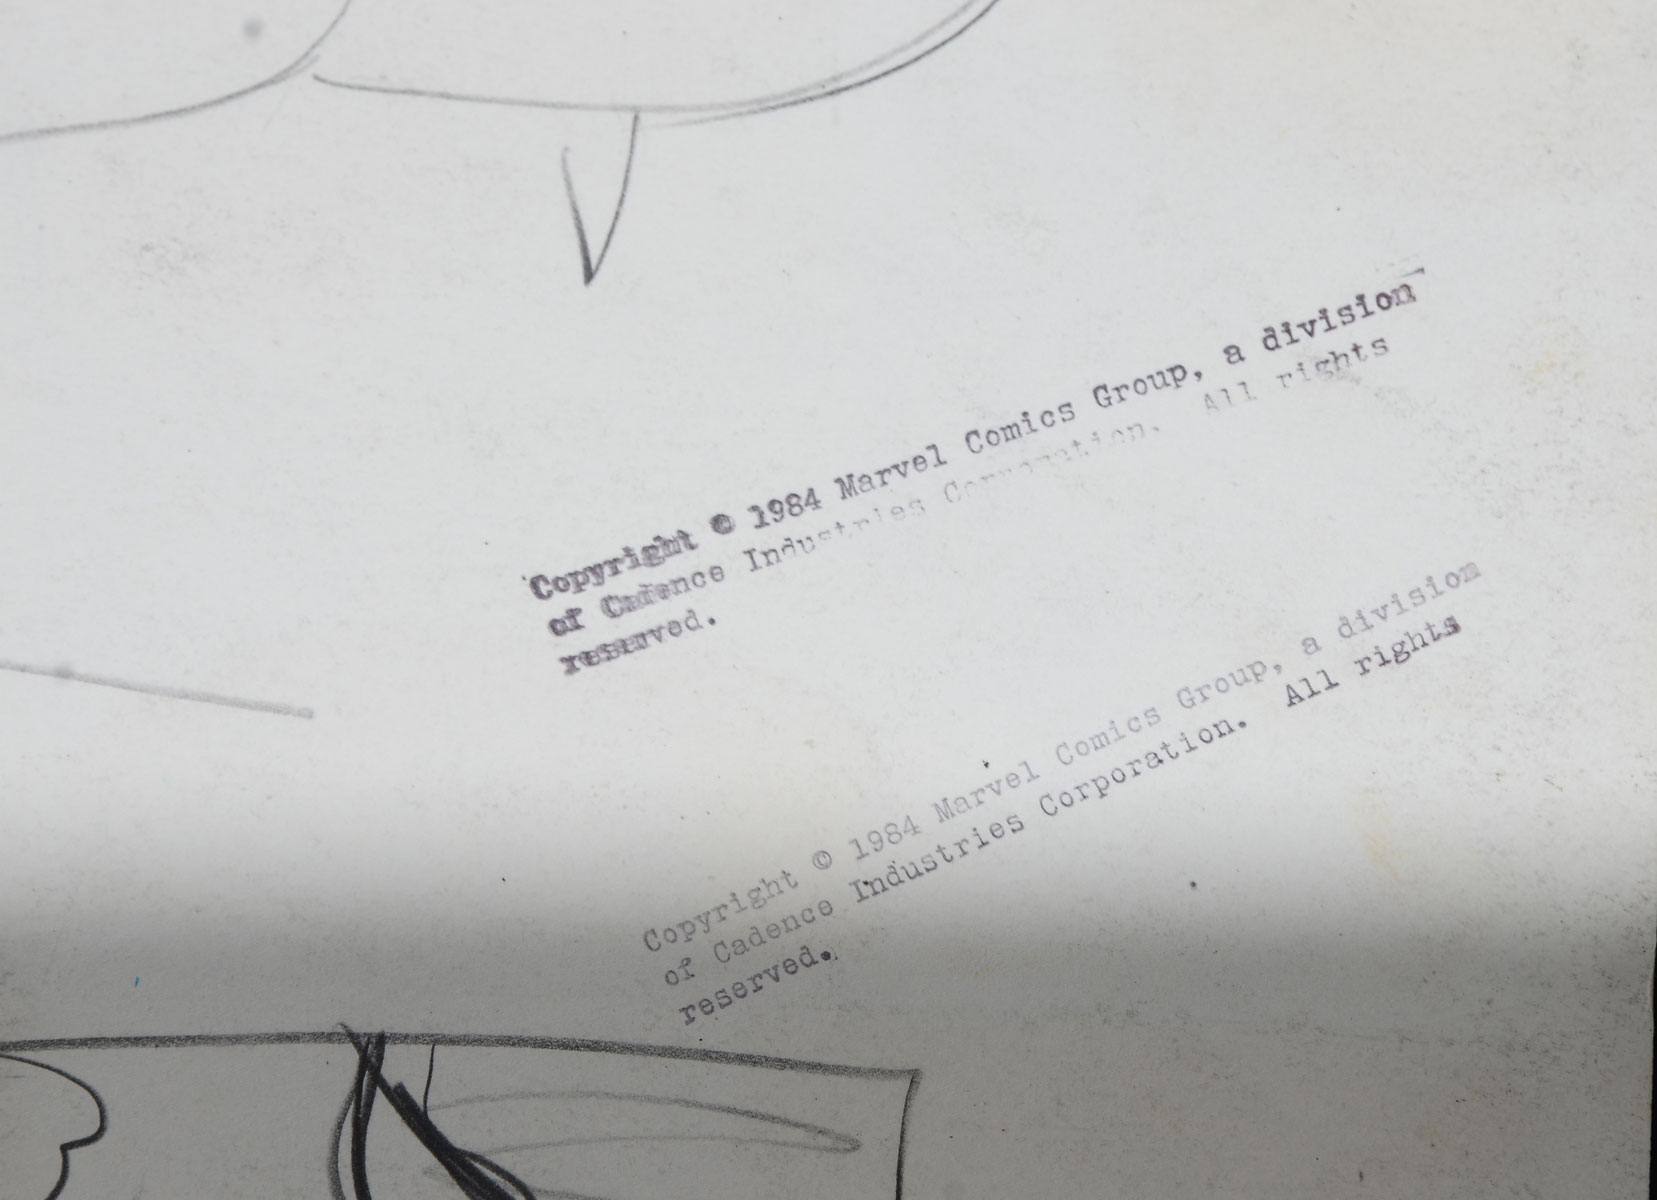 Copyright © 1984 Marvel Comics Group, a division
of Cadence Industries Corporation. All rights
reserved.
Copyright © 1984 Marvel Comics Group, a division
of Cadence Industries Corporation. All rights
reserved.